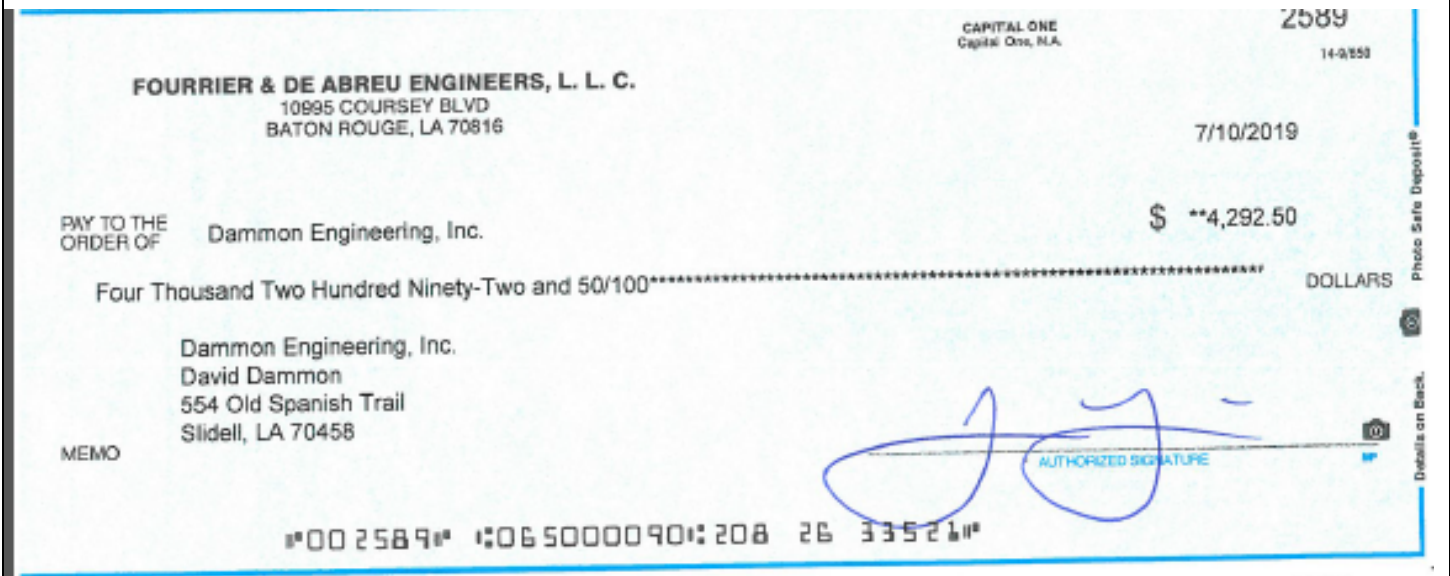 CAPITAL ONE
Capital One, N.A.
2589
14-9/650
FOURRIER & DE ABREU ENGINEERS, L. L. C.
10995 COURSEY BLVD
BATON ROUGE, LA 70816
7/10/2019
PAY TO THE
ORDER OF
Dammon Engineering, Inc.
$ **4,292.50
Four Thousand Two Hundred Ninety-Two and 50/100**********************************************************************
DOLLARS
Dammon Engineering, Inc.
David Dammon
554 Old Spanish Trail
Slidell, LA 70458
MEMO
AUTHORIZED SIGNATURE
MP
⑈002589⑈ ⑆065000090⑆ 208 26 33521⑈
Photo Safe Deposit®
Details on Back.